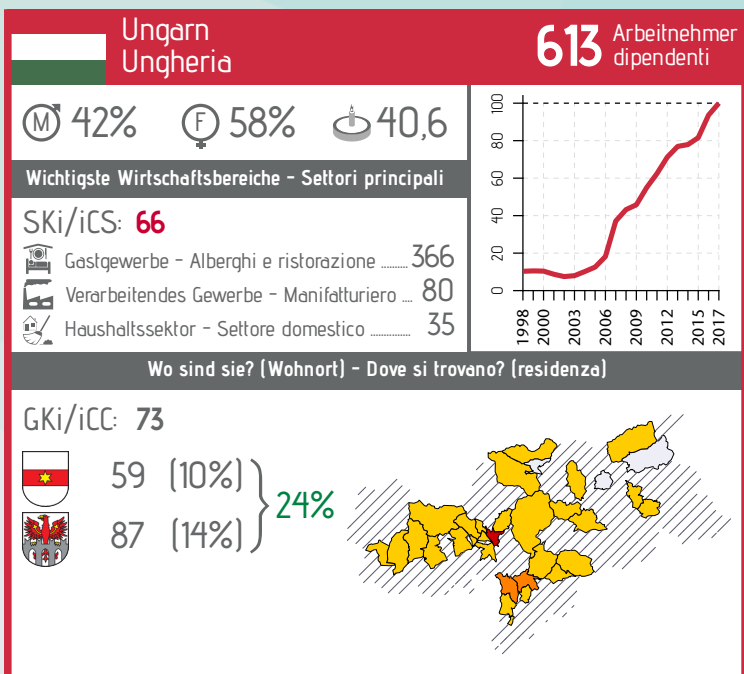 Ungarn
Ungheria
613 Arbeitnehmer
dipendenti
M 42% F 58% 40,6
Wichtigste Wirtschaftsbereiche - Settori principali
SKi/iCS: 66
Gastgewerbe - Alberghi e ristorazione ........ 366
Verarbeitendes Gewerbe - Manifatturiero .... 80
Haushaltssektor - Settore domestico ............... 35
100
80
60
40
20
0
1998
2000
2003
2006
2009
2012
2015
2017
Wo sind sie? (Wohnort) - Dove si trovano? (residenza)
GKi/iCC: 73
59 (10%)
87 (14%)
24%